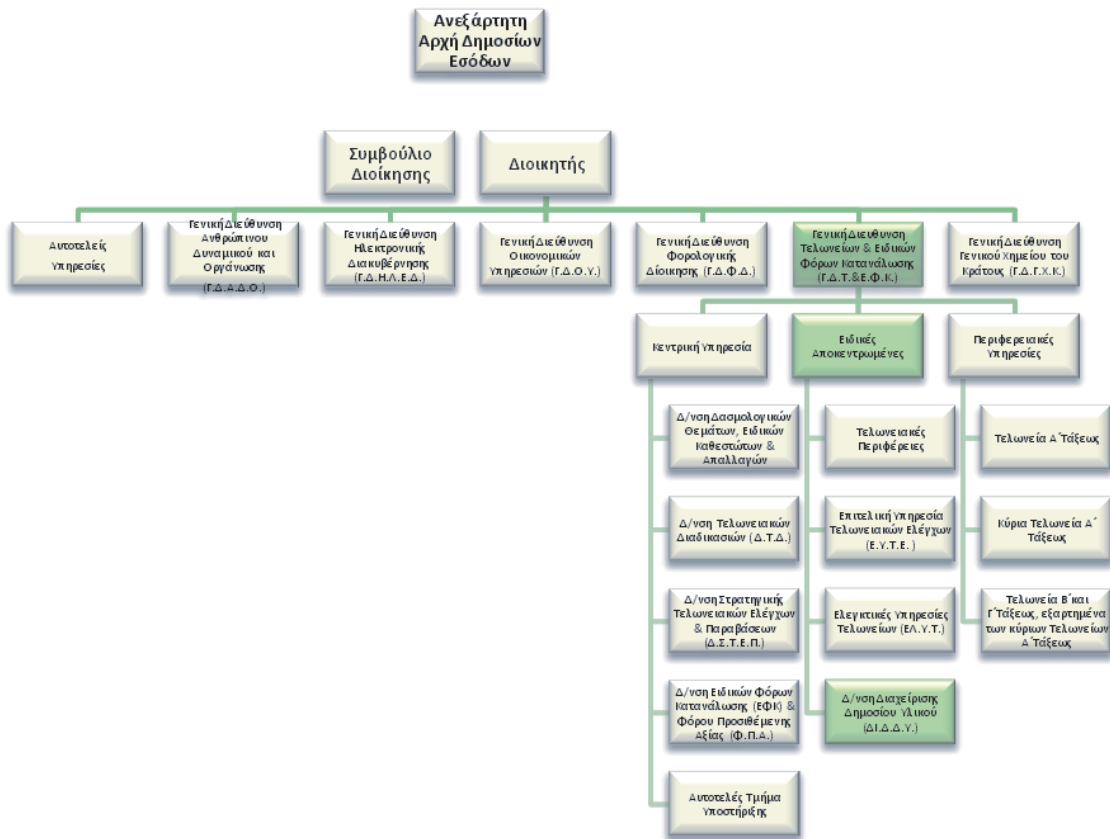 Ανεξάρτητη
Αρχή Δημοσίων
Εσόδων
Συμβούλιο
Διοίκησης
Διοικητής
Αυτοτελείς
Υπηρεσίες
Γενική Διεύθυνση
Ανθρώπινου
Δυναμικού και
Οργάνωσης
(Γ.Δ.Α.Δ.Ο.)
Γενική Διεύθυνση
Ηλεκτρονικής
Διακυβέρνησης
(Γ.Δ.Η.Λ.Ε.Δ.)
Γενική Διεύθυνση
Οικονομικών
Υπηρεσιών (Γ.Δ.Ο.Υ.)
Γενική Διεύθυνση
Φορολογικής
Δίοικησης (Γ.Δ.Φ.Δ.)
Γενική Διευθυνση
Τελωνείων & Ειδικών
Φόρων Κατανάλωσης
(Γ.Δ.Τ.&Ε.Φ.Κ.)
Γενική Διεύθυνση
Γενικού Χημείου του
Κράτους (Γ.Δ.Γ.Χ.Κ.)
Κεντρική Υπηρεσία
Ειδικές
Αποκεντρωμένες
Περιφερειακές
Υπηρεσίες
Δ/νση Δασμολογικών
Θεμάτων, Ειδικών
Καθεστώτων &
Απαλλαγών
Τελωνειακές
Περιφέρειες
Τελωνεία Α΄Τάξεως
Δ/νση Τελωνειακών
Διαδικασιών (Δ.Τ.Δ.)
Επιτελική Υπηρεσία
Τελωνειακών Ελέγχων
(Ε.Υ.Τ.Ε.)
Κύρια Τελωνεία Α΄
Τάξεως
Δ/νση Στρατηγικής
Τελωνειακών Ελέγχων
& Παραβάσεων
(Δ.Σ.Τ.Ε.Π.)
Ελεγκτικές Υπηρεσίες
Τελωνείων (ΕΛ.Υ.Τ.)
Τελωνεία Β΄και
Γ΄Τάξεως, εξαρτημένα
των κύριων Τελωνείων
Α΄Τάξεως
Δ/νση Ειδικών Φόρων
Κατανάλωσης (ΕΦΚ) &
Φόρου Προσιθέμενης
Αξίας (Φ.Π.Α.)
Δ/νση Διαχείρισης
Δημοσίου Υλικού
(ΔΙ.Δ.Δ.Υ.)
Αυτοτελές Τμήμα
Υποστήριξης